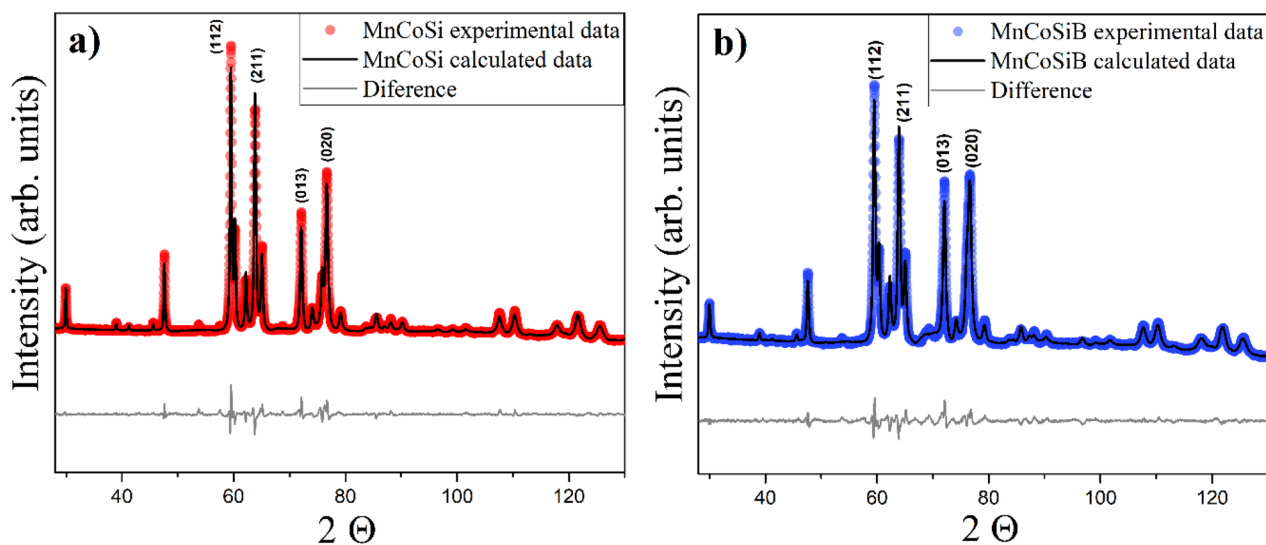 a)
MnCoSi experimental data
MnCoSi calculated data
Diference
(112)
(211)
(013)
(020)
Intensity (arb. units)
40
60
80
100
120
2 Θ
b)
MnCoSiB experimental data
MnCoSiB calculated data
Difference
(112)
(211)
(013)
(020)
Intensity (arb. units)
40
60
80
100
120
2 Θ